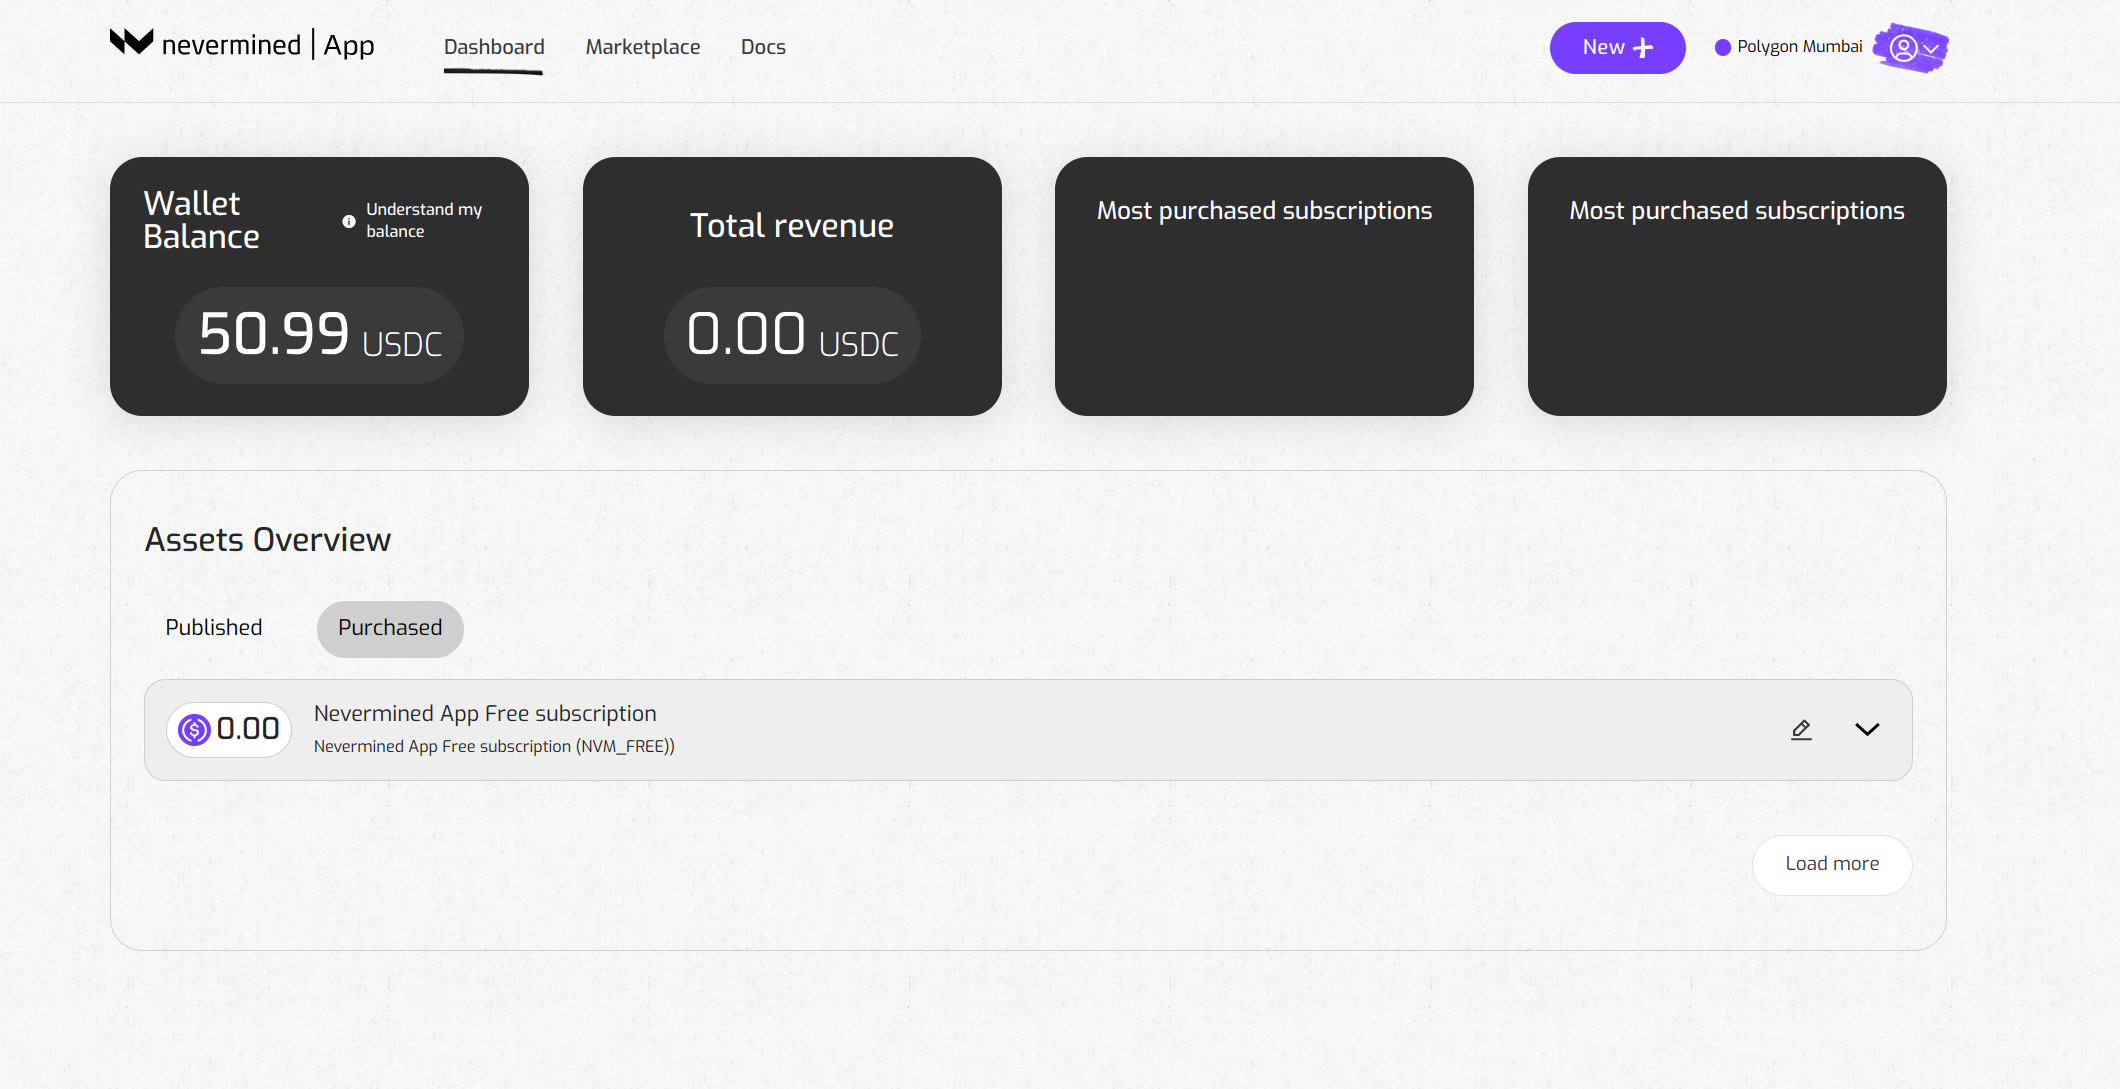 nevermined | App
Dashboard
Marketplace
Docs
New
Polygon Mumbai
Wallet
Balance
Understand my
balance
50.99 USDC
Total revenue
0.00 USDC
Most purchased subscriptions
Most purchased subscriptions
Assets Overview
Published
Purchased
0.00
Nevermined App Free subscription
Nevermined App Free subscription (NVM_FREE))
Load more